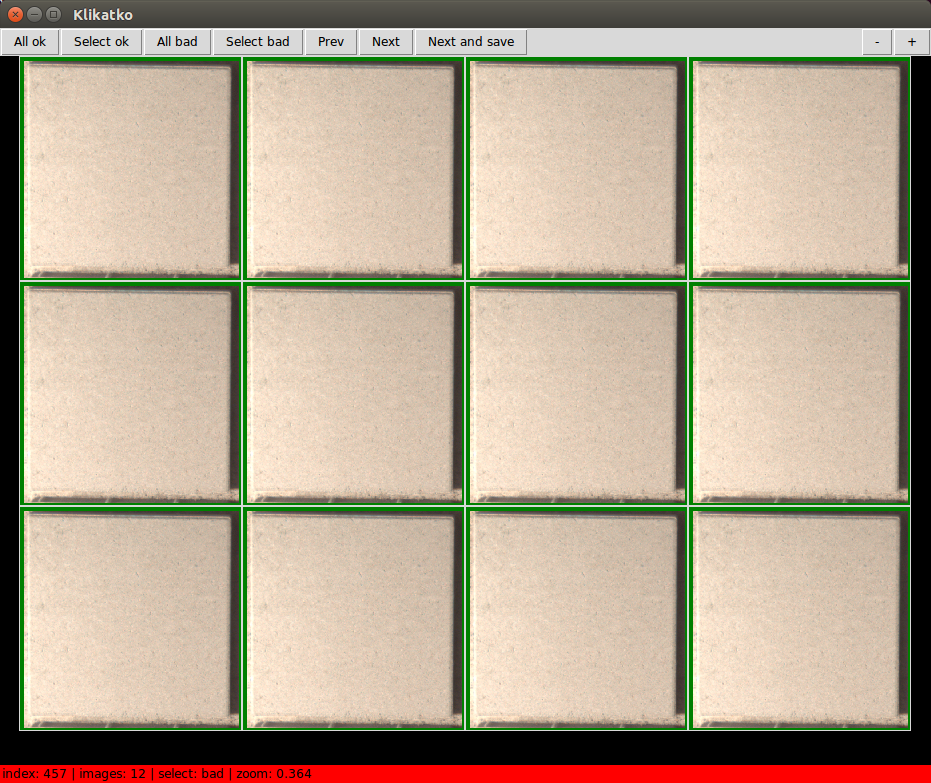 Klikatko
All ok Select ok All bad Select bad Prev Next Next and save - +
index: 457 | images: 12 | select: bad | zoom: 0.364